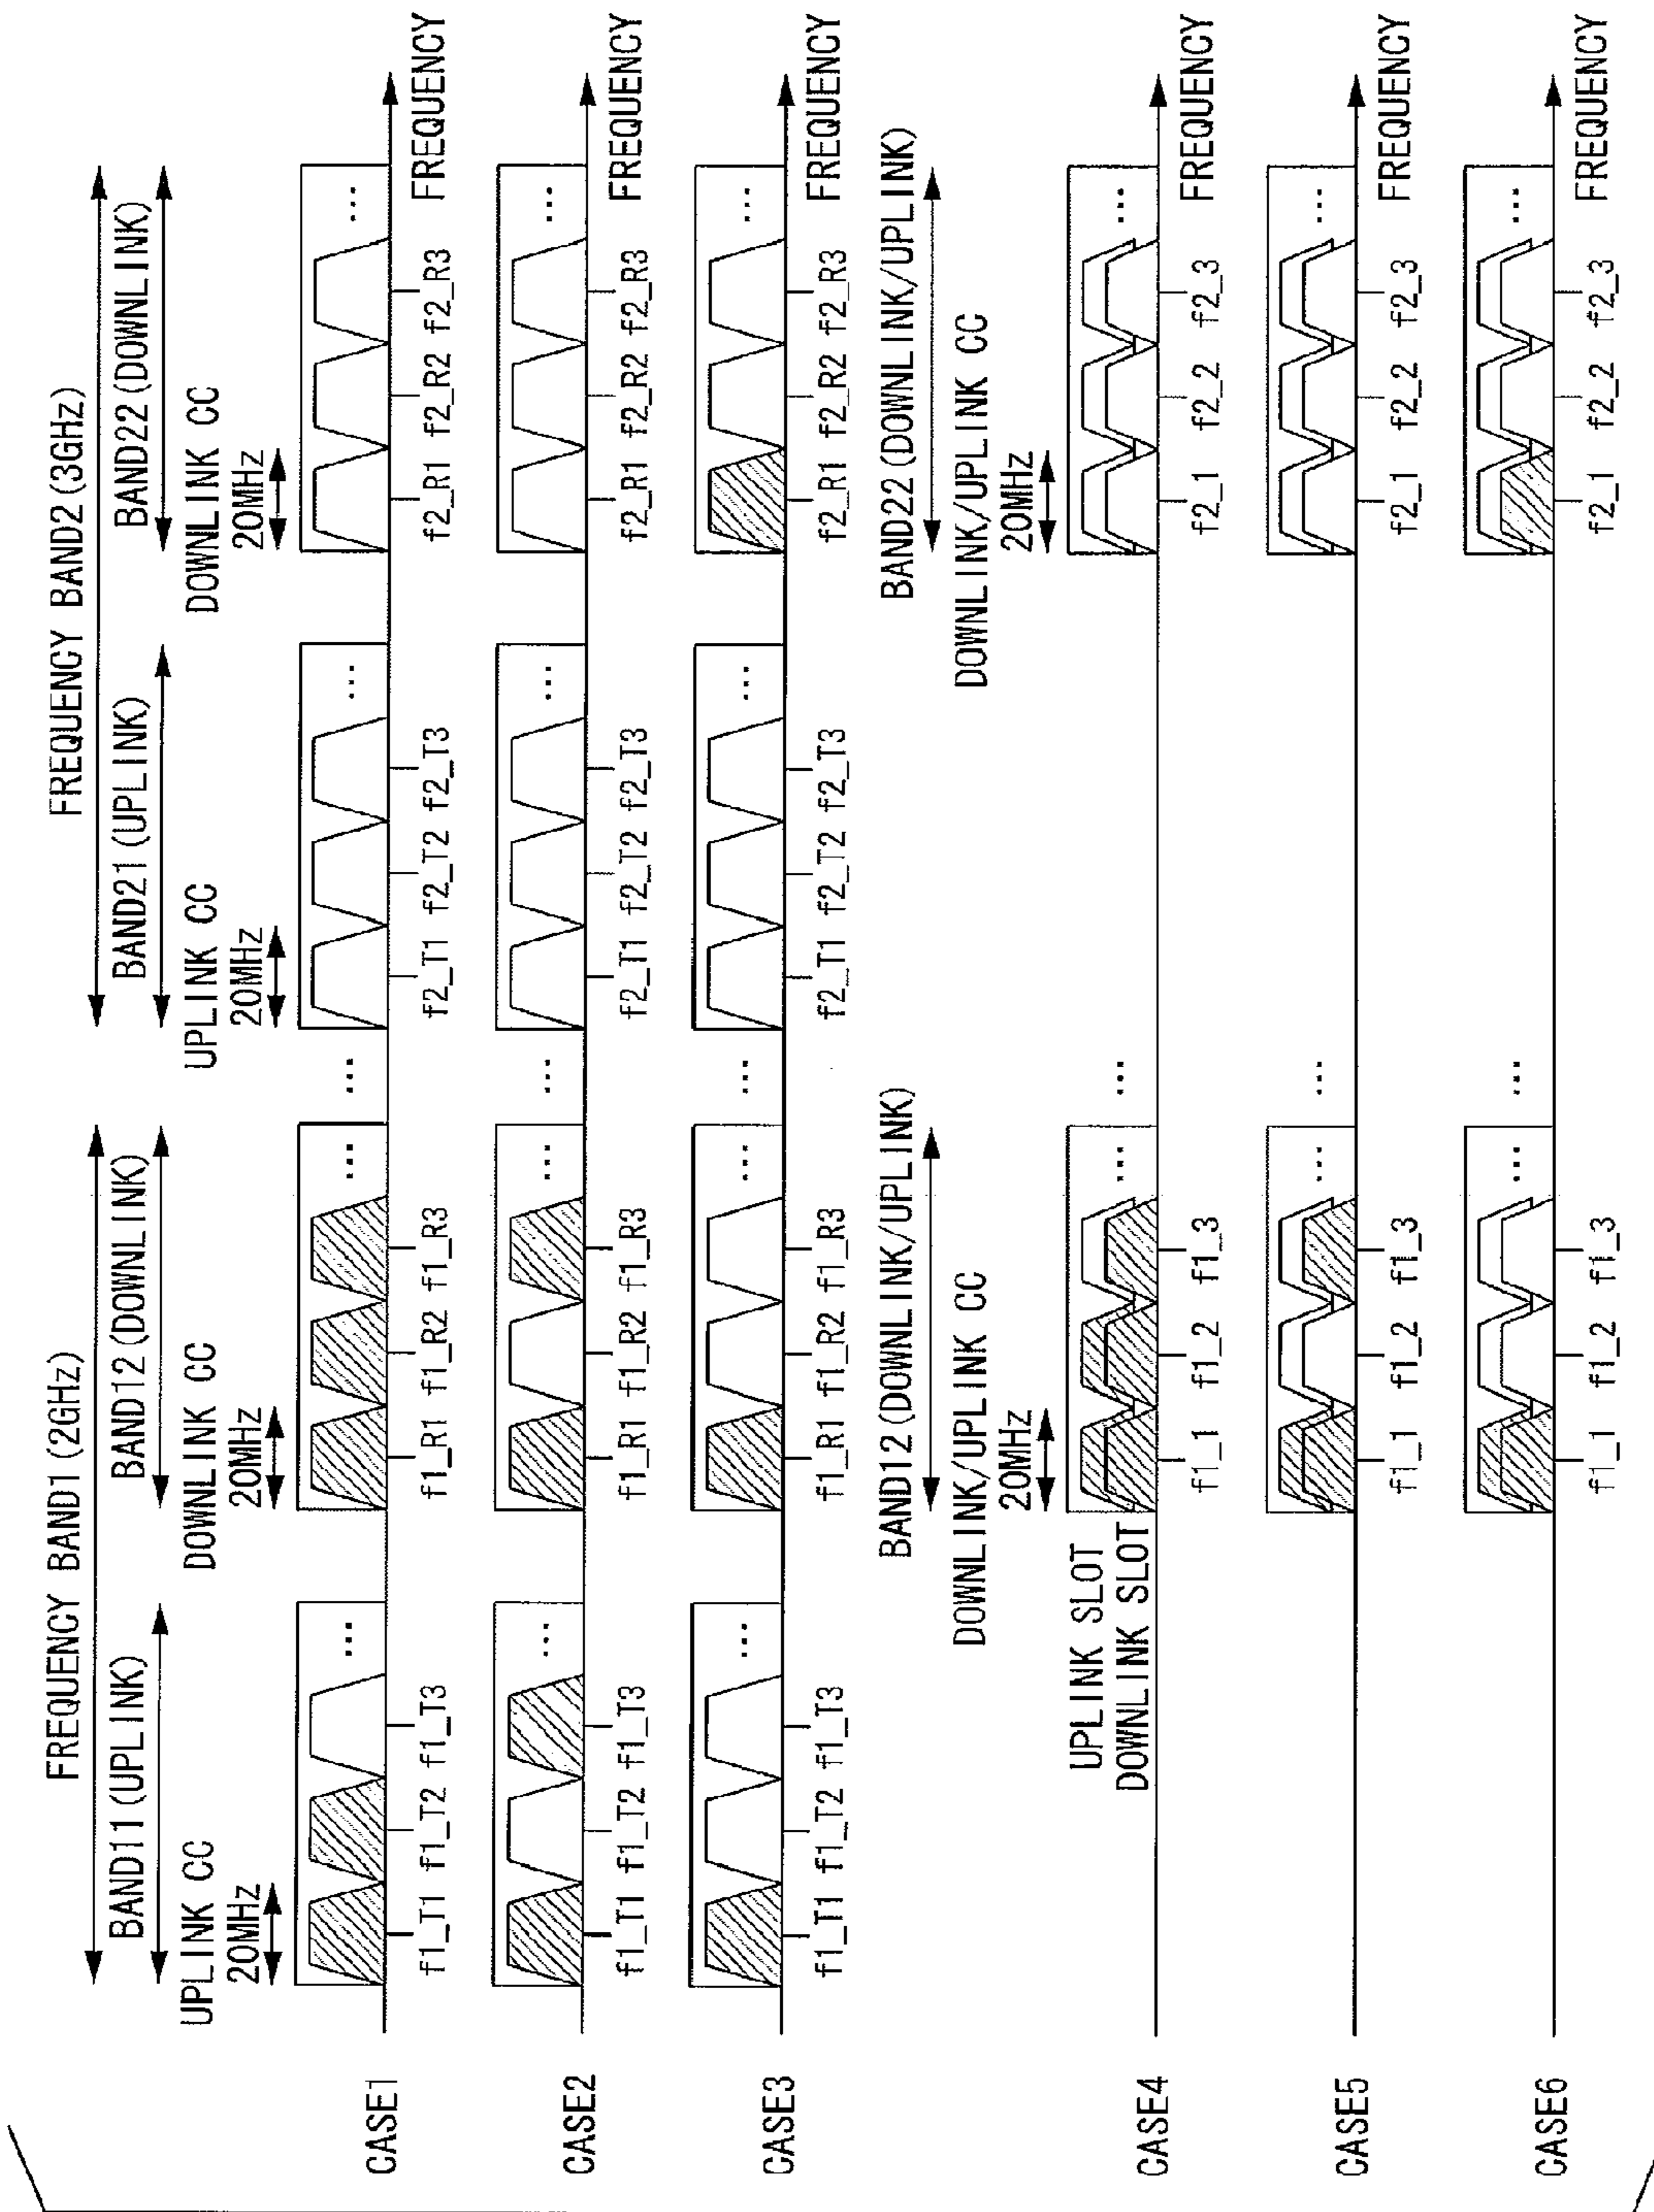 FREQUENCY BAND1 (2GHz) FREQUENCY BAND2 (3GHz)
BAND11 (UPLINK) BAND12 (DOWNLINK) BAND21 (UPLINK) BAND22 (DOWNLINK)
UPLINK CC DOWNLINK CC UPLINK CC DOWNLINK CC
20MHz 20MHz 20MHz 20MHz
CASE1 ... ... ... ... ...
f1_T1 f1_T2 f1_T3 f1_R1 f1_R2 f1_R3 f2_T1 f2_T2 f2_T3 f2_R1 f2_R2 f2_R3 FREQUENCY
CASE2 ... ... ... ... ...
f1_T1 f1_T2 f1_T3 f1_R1 f1_R2 f1_R3 f2_T1 f2_T2 f2_T3 f2_R1 f2_R2 f2_R3 FREQUENCY
CASE3 ... ... ... ... ...
f1_T1 f1_T2 f1_T3 f1_R1 f1_R2 f1_R3 f2_T1 f2_T2 f2_T3 f2_R1 f2_R2 f2_R3 FREQUENCY
BAND12 (DOWNLINK/UPLINK) BAND22 (DOWNLINK/UPLINK)
DOWNLINK/UPLINK CC DOWNLINK/UPLINK CC
20MHz 20MHz
UPLINK SLOT
DOWNLINK SLOT
CASE4 ... ... ...
f1_1 f1_2 f1_3 f2_1 f2_2 f2_3 FREQUENCY
CASE5 ... ... ...
f1_1 f1_2 f1_3 f2_1 f2_2 f2_3 FREQUENCY
CASE6 ... ... ...
f1_1 f1_2 f1_3 f2_1 f2_2 f2_3 FREQUENCY